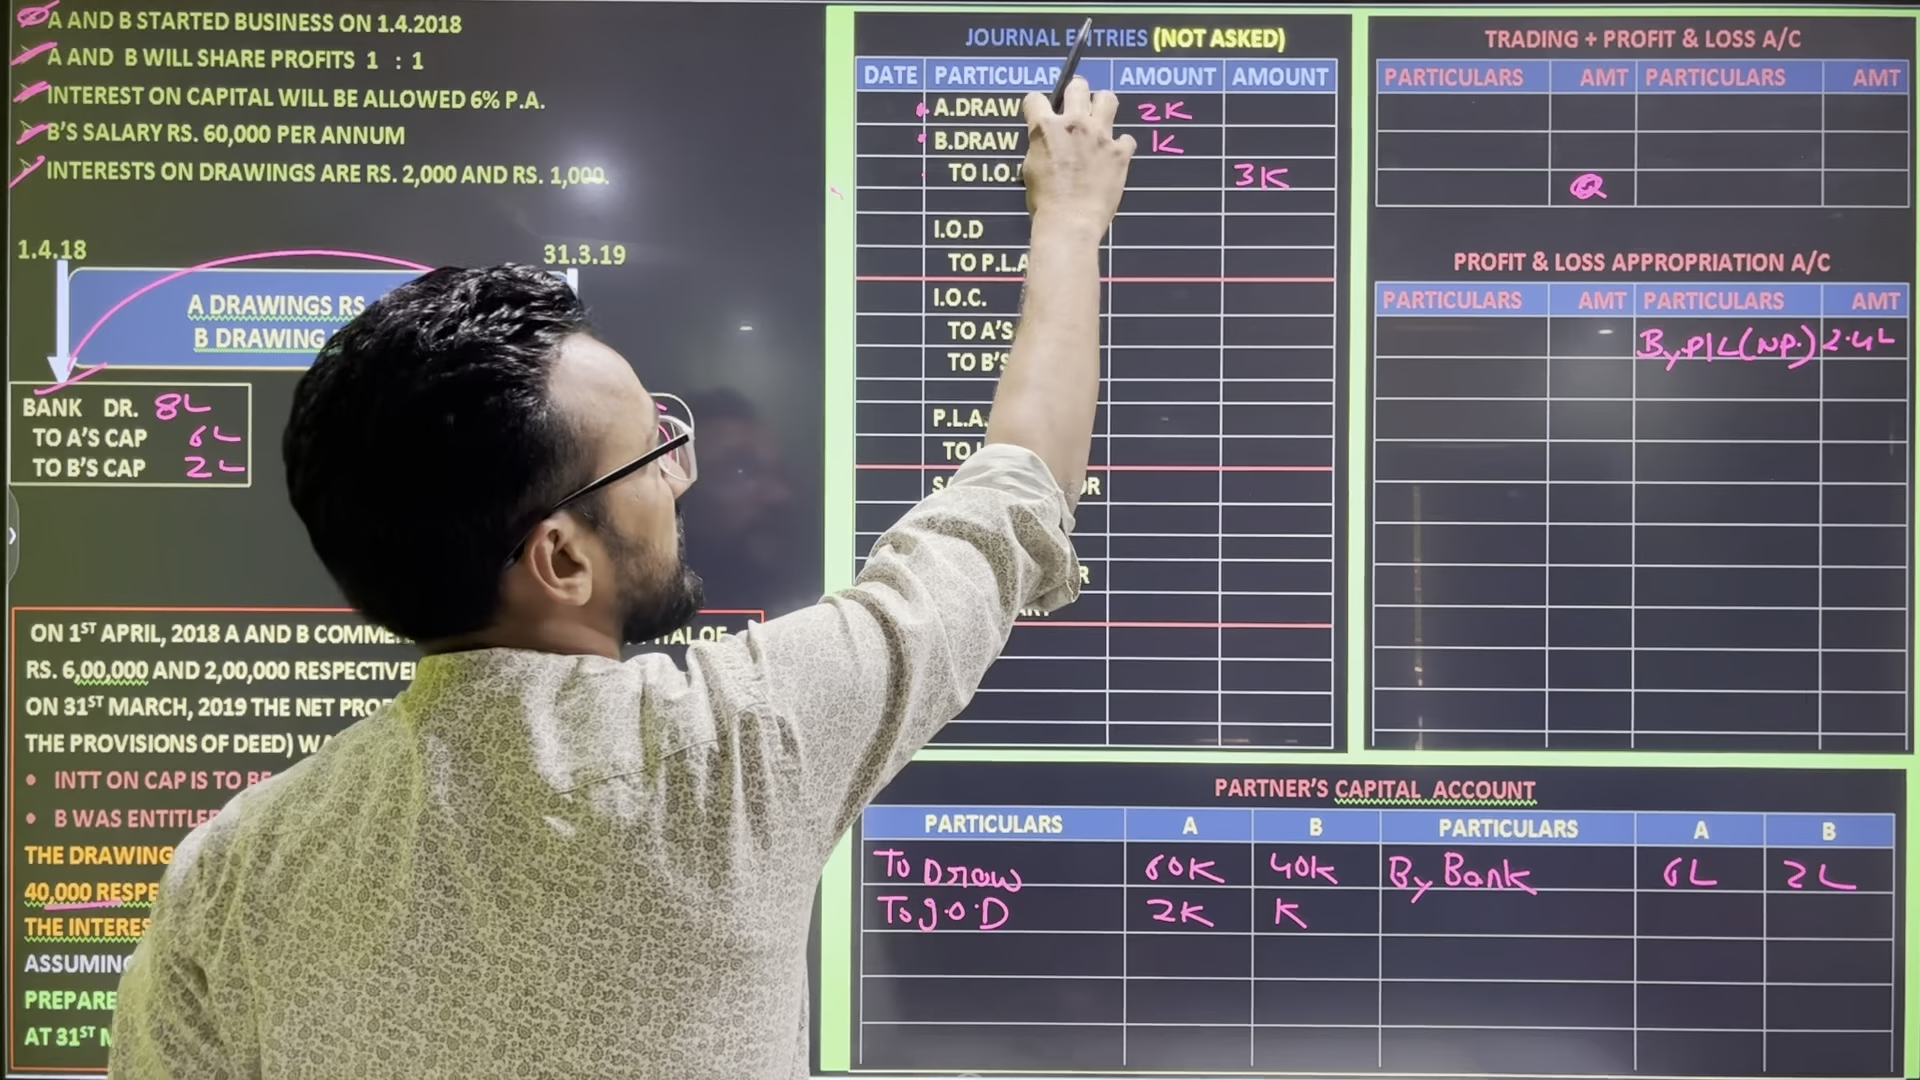 A AND B STARTED BUSINESS ON 1.4.2018
A AND B WILL SHARE PROFITS 1 : 1
INTEREST ON CAPITAL WILL BE ALLOWED 6% P.A.
B'S SALARY RS. 60,000 PER ANNUM
INTERESTS ON DRAWINGS ARE RS. 2,000 AND RS. 1,000.
1.4.18 31.3.19
A DRAWINGS RS
B DRAWING
BANK DR. 8L
TO A'S CAP 6L
TO B'S CAP 2L
ON 1ST APRIL, 2018 A AND B COMME
RS. 6,00,000 AND 2,00,000
ON 31ST MARCH, 2019 THE NET
THE PROVISIONS OF DEED)
• INTT ON CAP IS TO BE
• B WAS
THE
40,000
THE
ASSUMING
PREPARE
AT 31ST
JOURNAL ENTRIES (NOT ASKED)
DATE PARTICULAR AMOUNT AMOUNT
A.DRAW 2K
B.DRAW K
TO I.O. 3K
I.O.D
TO P.L.A
I.O.C.
TO A'S
TO B'S
P.L.A.
TO
TRADING + PROFIT & LOSS A/C
PARTICULARS AMT PARTICULARS AMT
PROFIT & LOSS APPROPRIATION A/C
PARTICULARS AMT PARTICULARS AMT
By P/L (NP.) 2.4L
PARTNER'S CAPITAL ACCOUNT
PARTICULARS A B PARTICULARS A B
To Draw 60K 40K By Bank 6L 2L
To I.O.D 2K K